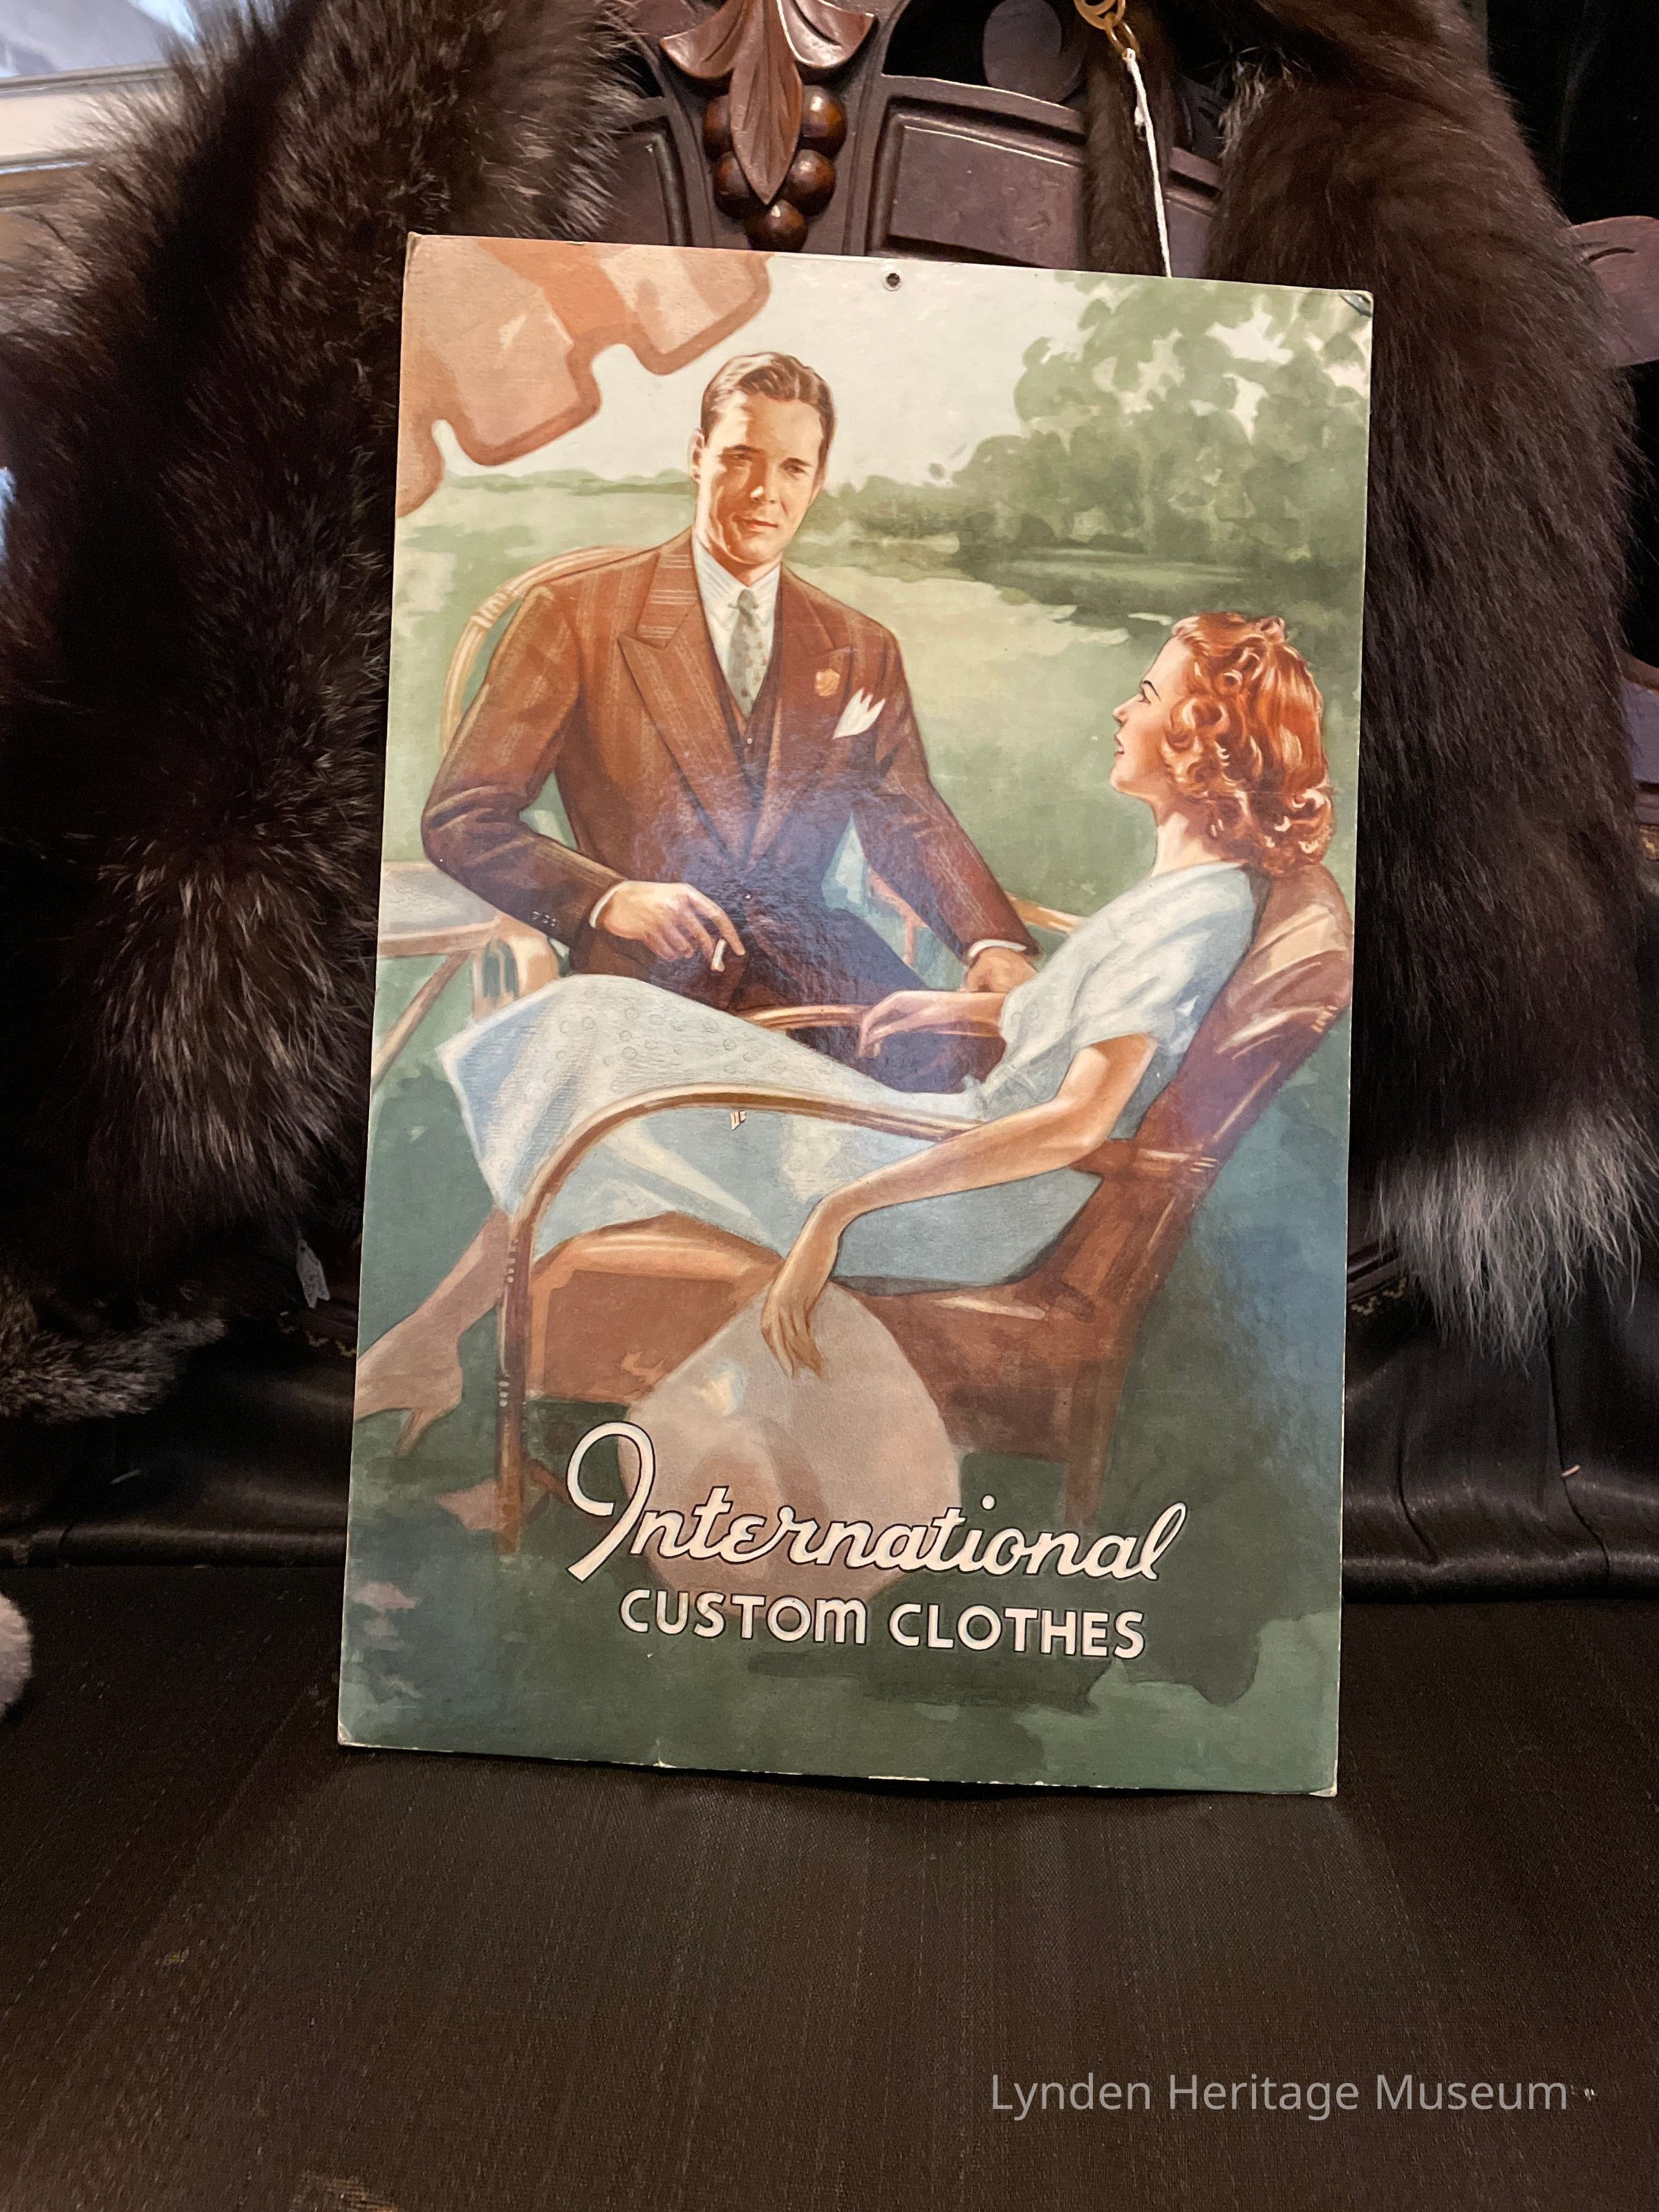 International
CUSTOM CLOTHES
Lynden Heritage Museum